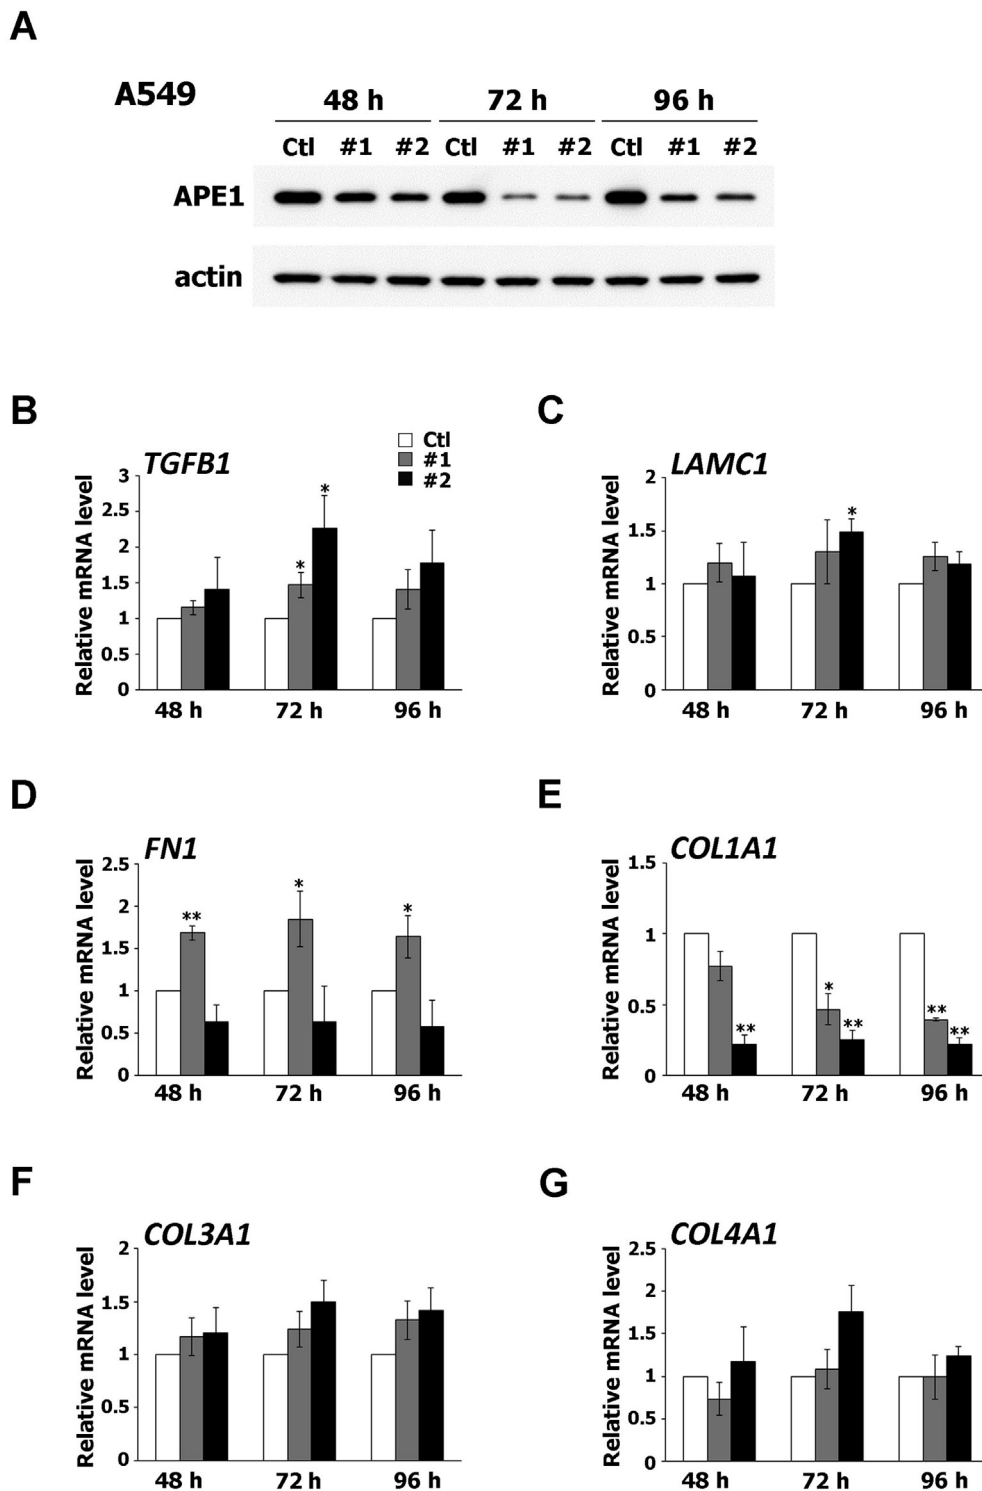 A
A549
48 h 72 h 96 h
Ctl #1 #2 Ctl #1 #2 Ctl #1 #2
APE1
actin
B
TGFB1
Ctl
#1
#2
Relative mRNA level
3
2.5
2
1.5
1
0.5
0
* *
48 h 72 h 96 h
C
LAMC1
Relative mRNA level
2
1.5
1
0.5
0
*
48 h 72 h 96 h
D
FN1
Relative mRNA level
2.5
2
1.5
1
0.5
0
** * *
48 h 72 h 96 h
E
COL1A1
Relative mRNA level
1.5
1
0.5
0
** * ** ** **
48 h 72 h 96 h
F
COL3A1
Relative mRNA level
2
1.5
1
0.5
0
48 h 72 h 96 h
G
COL4A1
Relative mRNA level
2.5
2
1.5
1
0.5
0
48 h 72 h 96 h